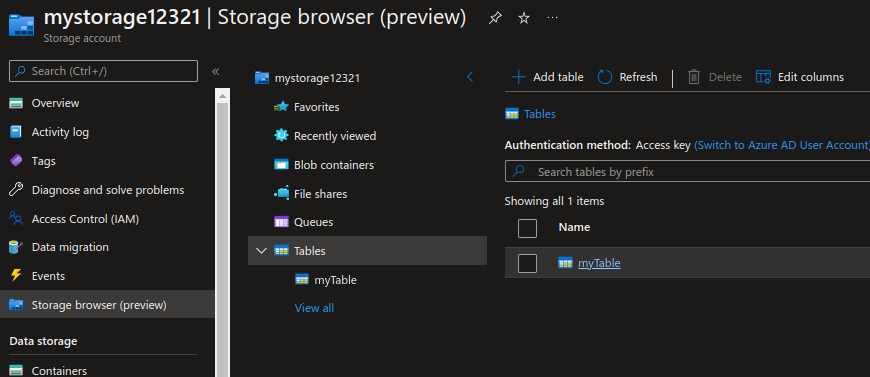 mystorage12321 | Storage browser (preview)
Storage account
Search (Ctrl+/)
Overview
Activity log
Tags
Diagnose and solve problems
Access Control (IAM)
Data migration
Events
Storage browser (preview)
Data storage
Containers
mystorage12321
Favorites
Recently viewed
Blob containers
File shares
Queues
Tables
myTable
View all
Add table Refresh Delete Edit columns
Tables
Authentication method: Access key (Switch to Azure AD User Account)
Search tables by prefix
Showing all 1 items
Name
myTable